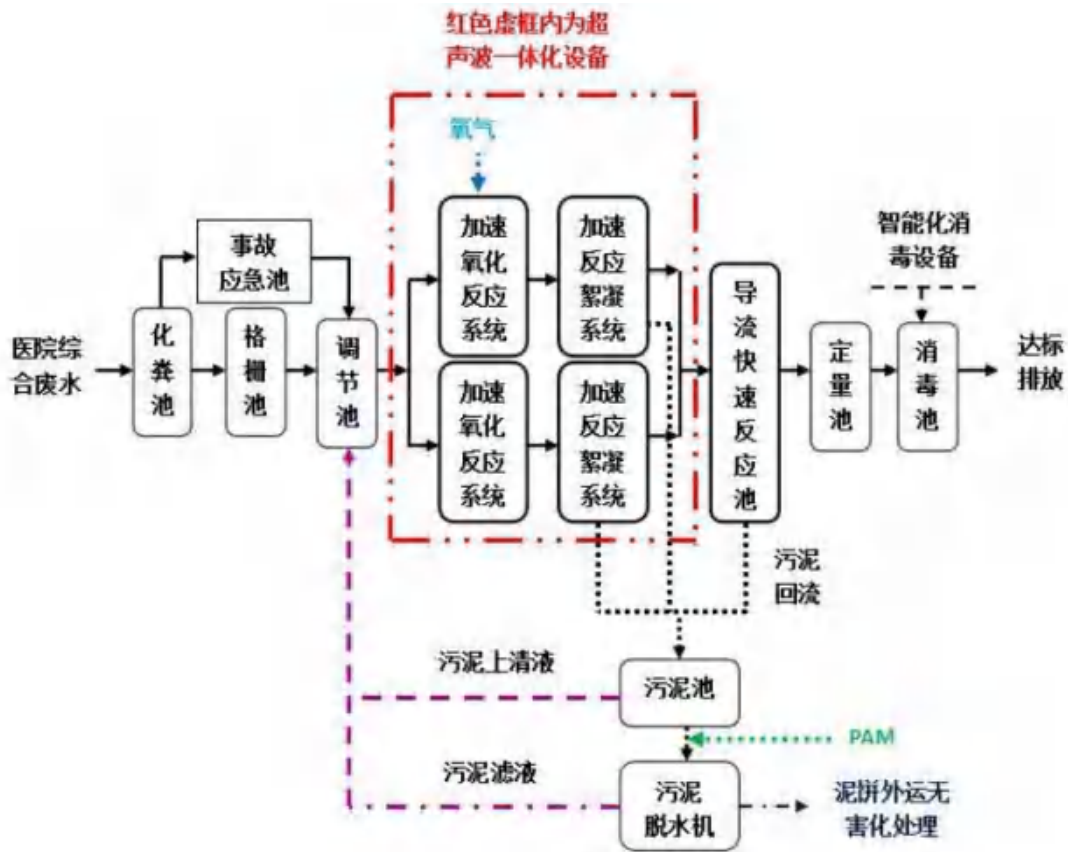 红色虚框内为超
声波一体化设备
氧气
事故
应急池
智能化消
毒设备
医院综
合废水
化粪池
格栅池
调节池
加速
氧化
反应
系统
加速
反应
絮凝
系统
加速
氧化
反应
系统
加速
反应
絮凝
系统
导流快速反应池
定量池
消毒池
达标
排放
污泥
回流
污泥上清液
污泥池
PAM
污泥滤液
污泥
脱水机
泥饼外运无
害化处理